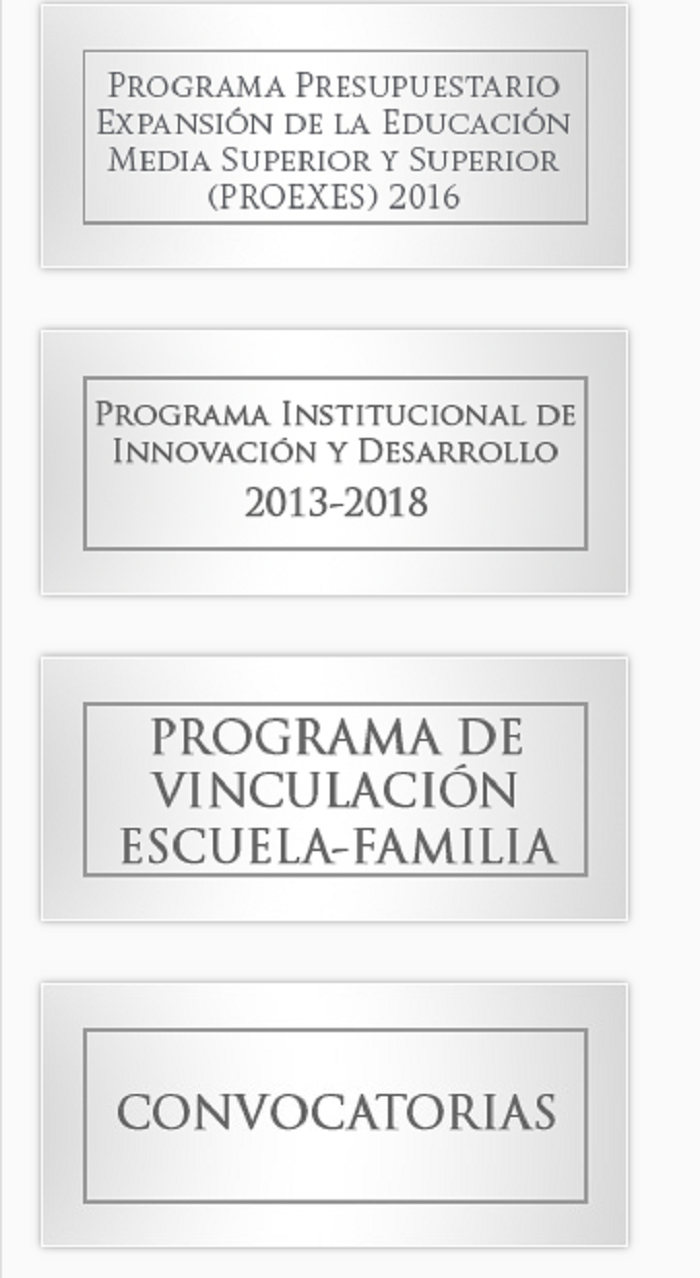 Programa Presupuestario
Expansión de la Educación
Media Superior y Superior
(PROEXES) 2016
Programa Institucional de
Innovación y Desarrollo
2013-2018
PROGRAMA DE
VINCULACIÓN
ESCUELA-FAMILIA
CONVOCATORIAS